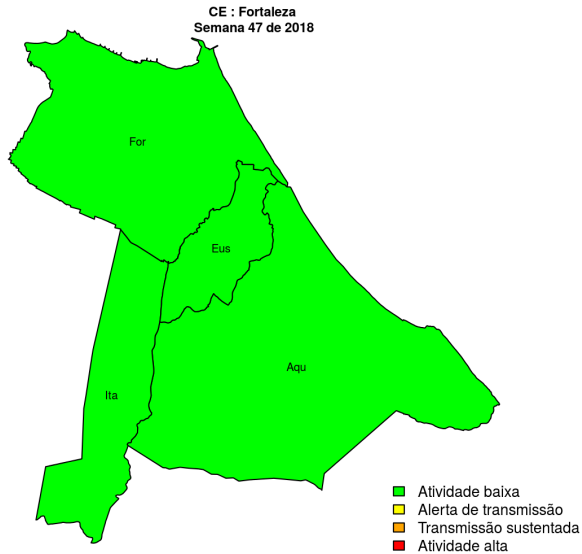 CE : Fortaleza
Semana 47 de 2018
For
Eus
Aqu
Ita
Atividade baixa
Alerta de transmissão
Transmissão sustentada
Atividade alta